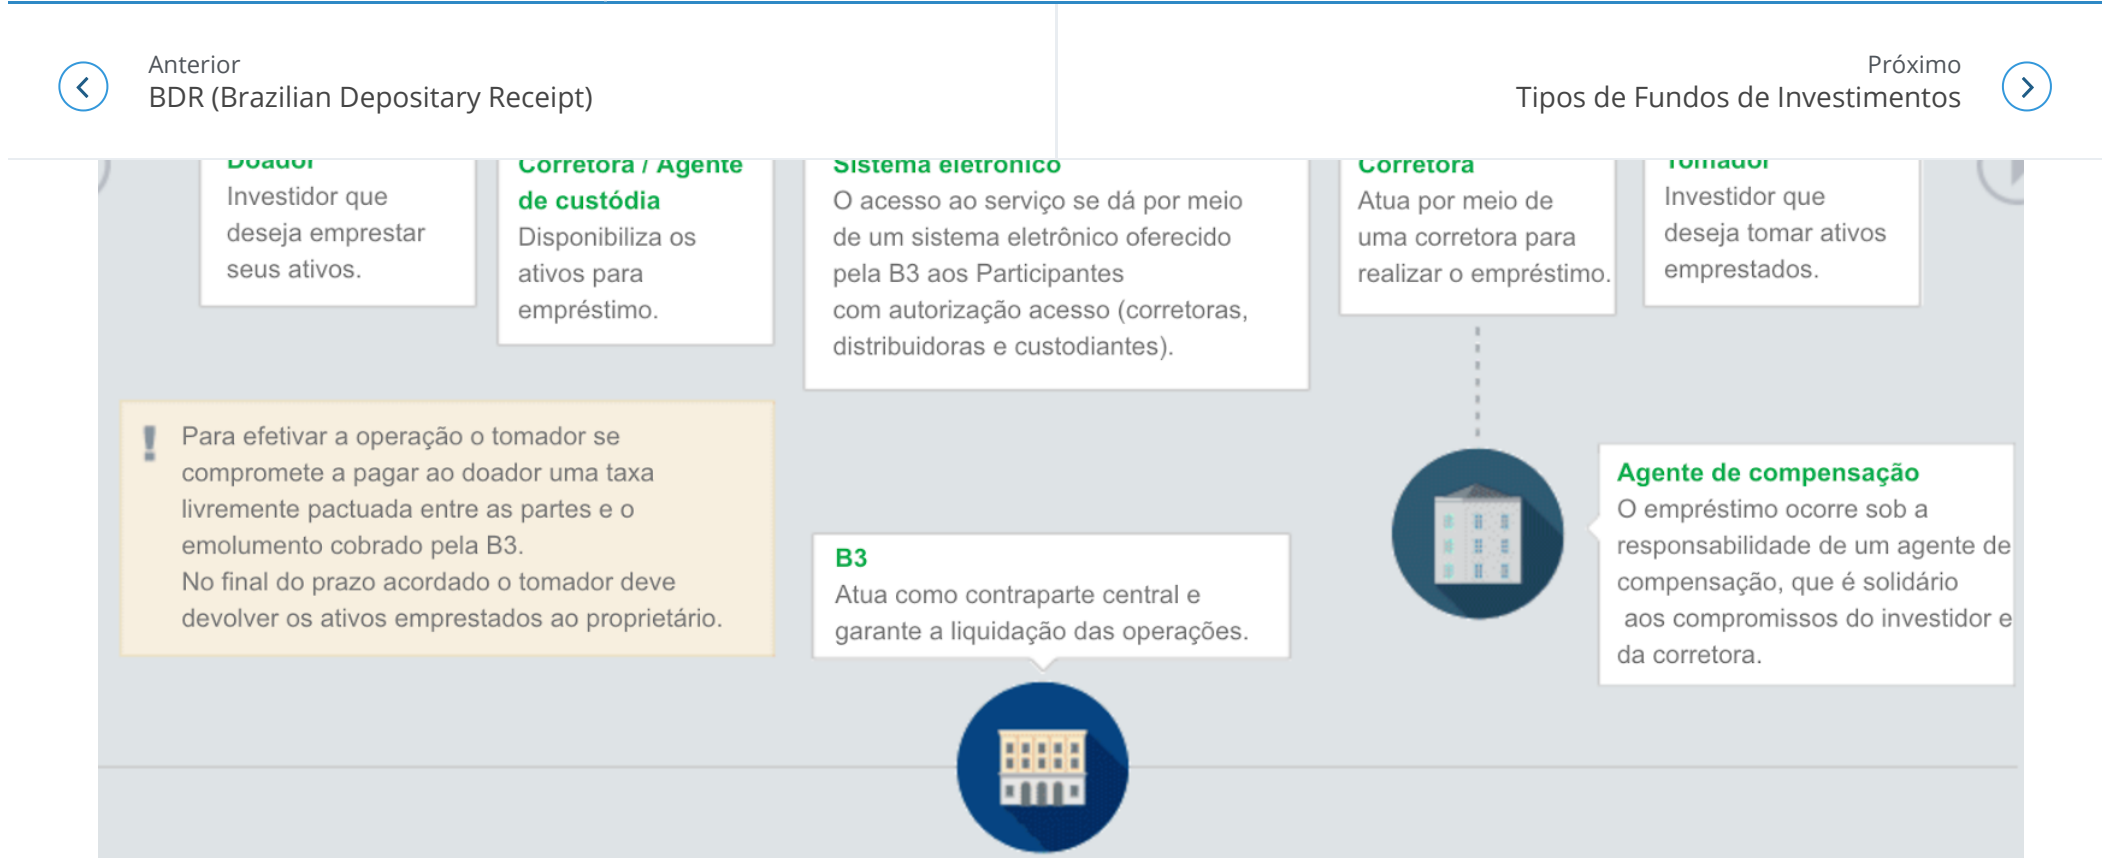 Anterior
BDR (Brazilian Depositary Receipt)
Próximo
Tipos de Fundos de Investimentos
Doador
Investidor que
deseja emprestar
seus ativos.
Corretora / Agente
de custódia
Disponibiliza os
ativos para
empréstimo.
Sistema eletrônico
O acesso ao serviço se dá por meio
de um sistema eletrônico oferecido
pela B3 aos Participantes
com autorização acesso (corretoras,
distribuidoras e custodiantes).
Corretora
Atua por meio de
uma corretora para
realizar o empréstimo.
Tomador
Investidor que
deseja tomar ativos
emprestados.
! Para efetivar a operação o tomador se
compromete a pagar ao doador uma taxa
livremente pactuada entre as partes e o
emolumento cobrado pela B3.
No final do prazo acordado o tomador deve
devolver os ativos emprestados ao proprietário.
B3
Atua como contraparte central e
garante a liquidação das operações.
Agente de compensação
O empréstimo ocorre sob a
responsabilidade de um agente de
compensação, que é solidário
aos compromissos do investidor e
da corretora.